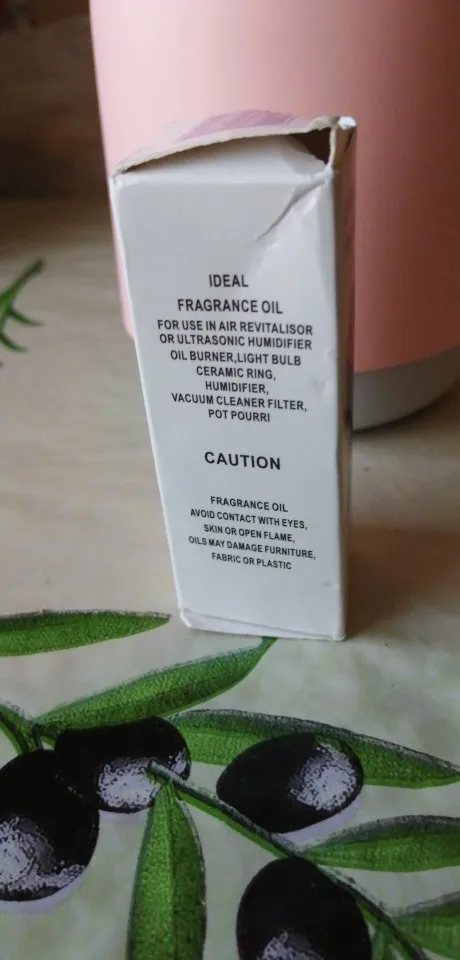 IDEAL
FRAGRANCE OIL
FOR USE IN AIR REVITALISOR
OR ULTRASONIC HUMIDIFIER
OIL BURNER,LIGHT BULB
CERAMIC RING,
HUMIDIFIER,
VACUUM CLEANER FILTER,
POT POURRI
CAUTION
FRAGRANCE OIL
AVOID CONTACT WITH EYES,
SKIN OR OPEN FLAME,
OILS MAY DAMAGE FURNITURE,
FABRIC OR PLASTIC